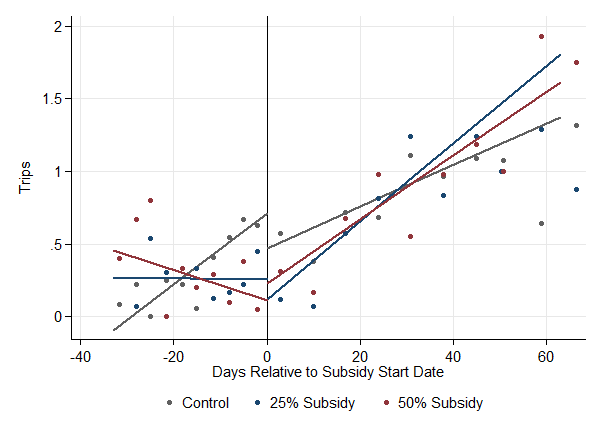 2
1.5
1
.5
0
Trips
-40 -20 0 20 40 60
Days Relative to Subsidy Start Date
Control 25% Subsidy 50% Subsidy